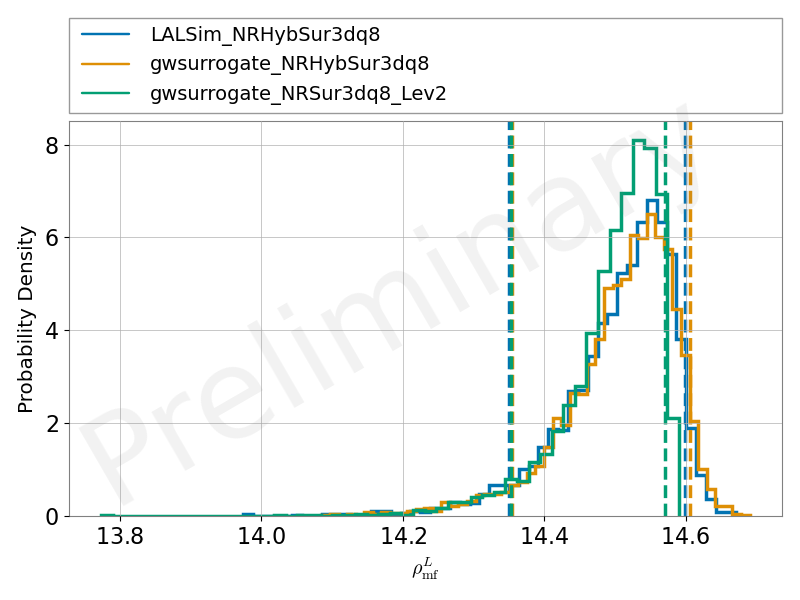 LALSim_NRHybSur3dq8
gwsurrogate_NRHybSur3dq8
gwsurrogate_NRSur3dq8_Lev2
Preliminary
Probability Density
8
6
4
2
0
13.8 14.0 14.2 14.4 14.6
ρ_mf^L